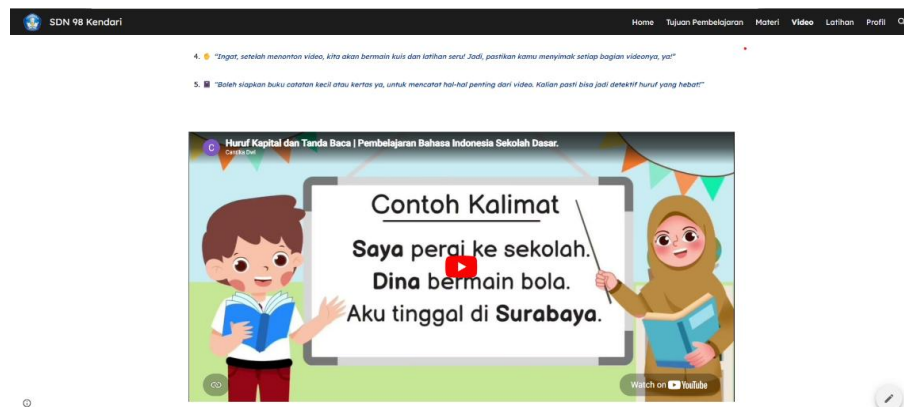 SDN 98 Kendari
Home Tujuan Pembelajaran Materi Video Latihan Profil
4. ✋ "Ingat, setelah menonton video, kita akan bermain kuis dan latihan seru! Jadi, pastikan kamu menyimak setiap bagian videonya, ya!"
5. 📓 "Boleh siapkan buku catatan kecil atau kertas ya, untuk mencatat hal-hal penting dari video. Kalian pasti bisa jadi detektif huruf yang hebat!"
C
Huruf Kapital dan Tanda Baca | Pembelajaran Bahasa Indonesia Sekolah Dasar.
Cantika Dwi
Contoh Kalimat
Saya pergi ke sekolah.
Dina bermain bola.
Aku tinggal di Surabaya.
Watch on YouTube